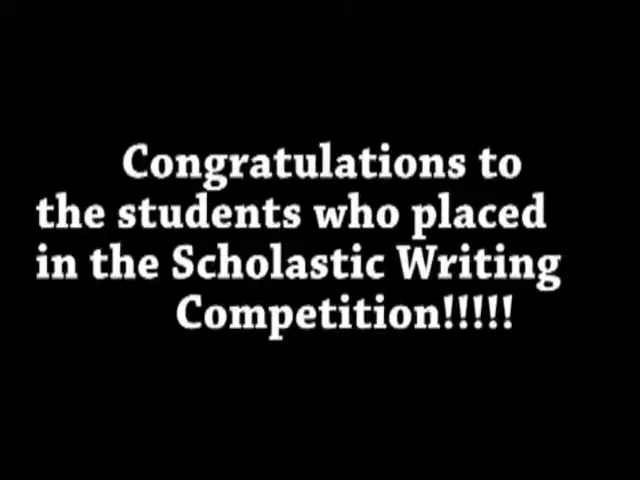 Congratulations to
the students who placed
in the Scholastic Writing
Competition!!!!!